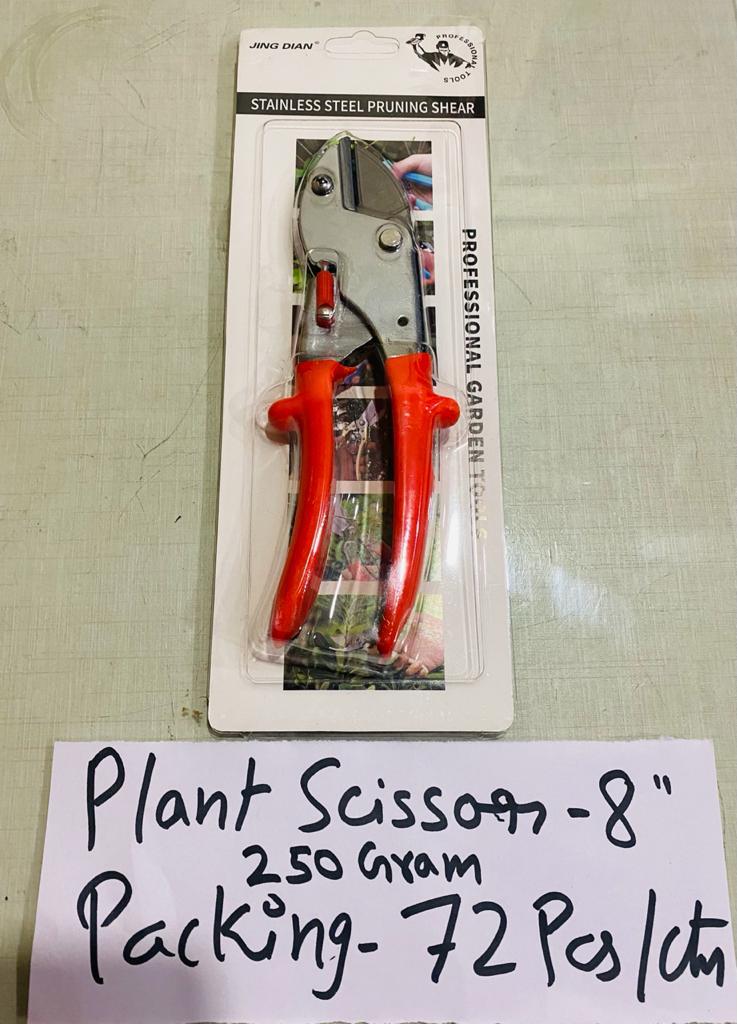 JING DIAN®
PROFESSIONAL TOOLS
STAINLESS STEEL PRUNING SHEAR
PROFESSIONAL GARDEN TOOLS
Plant Scissor - 8"
250 Gram
Packing - 72 Pcs/ctn